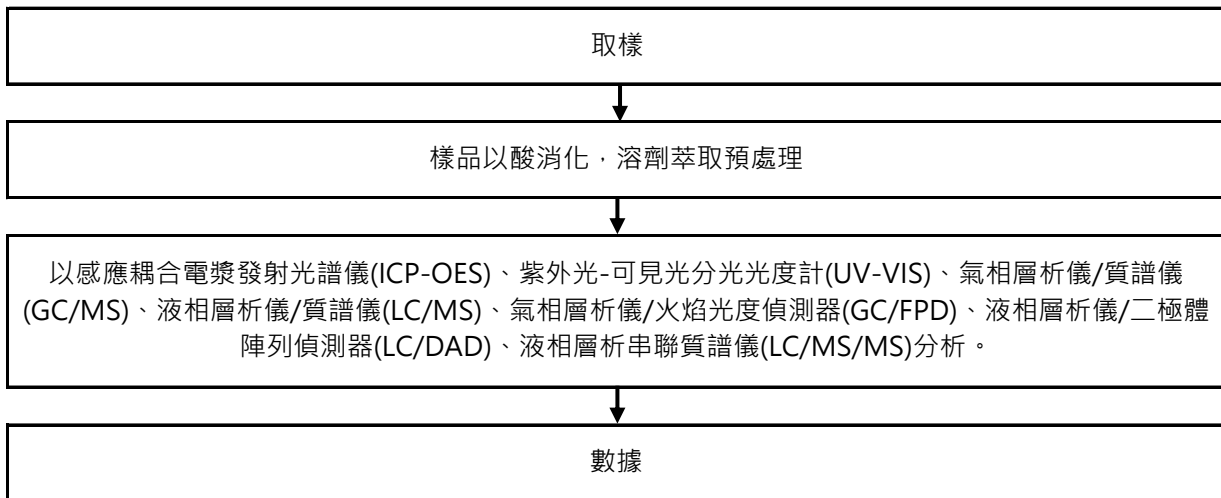 取樣
樣品以酸消化，溶劑萃取預處理
以感應耦合電漿發射光譜儀(ICP-OES)、紫外光-可見光分光光度計(UV-VIS)、氣相層析儀/質譜儀
(GC/MS)、液相層析儀/質譜儀(LC/MS)、氣相層析儀/火焰光度偵測器(GC/FPD)、液相層析儀/二極體
陣列偵測器(LC/DAD)、液相層析串聯質譜儀(LC/MS/MS)分析。
數據